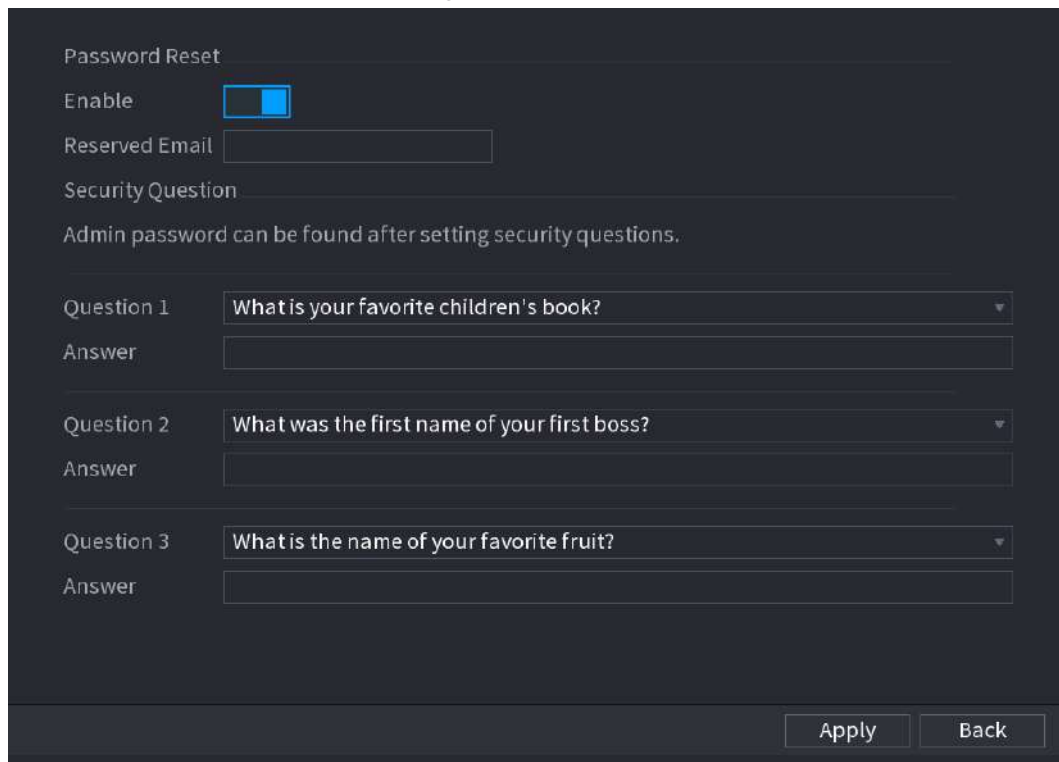 Password Reset
Enable
Reserved Email
Security Question
Admin password can be found after setting security questions.
Question 1 What is your favorite children's book?
Answer
Question 2 What was the first name of your first boss?
Answer
Question 3 What is the name of your favorite fruit?
Answer
Apply Back